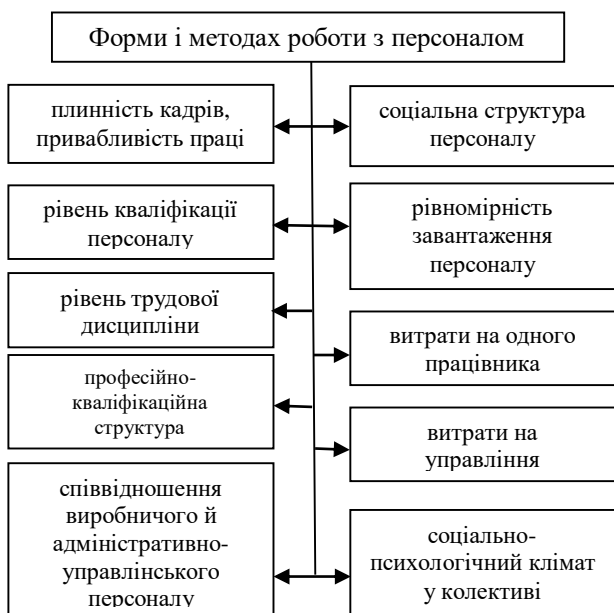 Форми і методах роботи з персоналом
плинність кадрів,
привабливість праці
соціальна структура
персоналу
рівень кваліфікації
персоналу
рівномірність
завантаження
персоналу
рівень трудової
дисципліни
витрати на одного
працівника
професійно-
кваліфікаційна
структура
витрати на
управління
співвідношення
виробничого й
адміністративно-
управлінського
персоналу
соціально-
психологічний клімат
у колективі